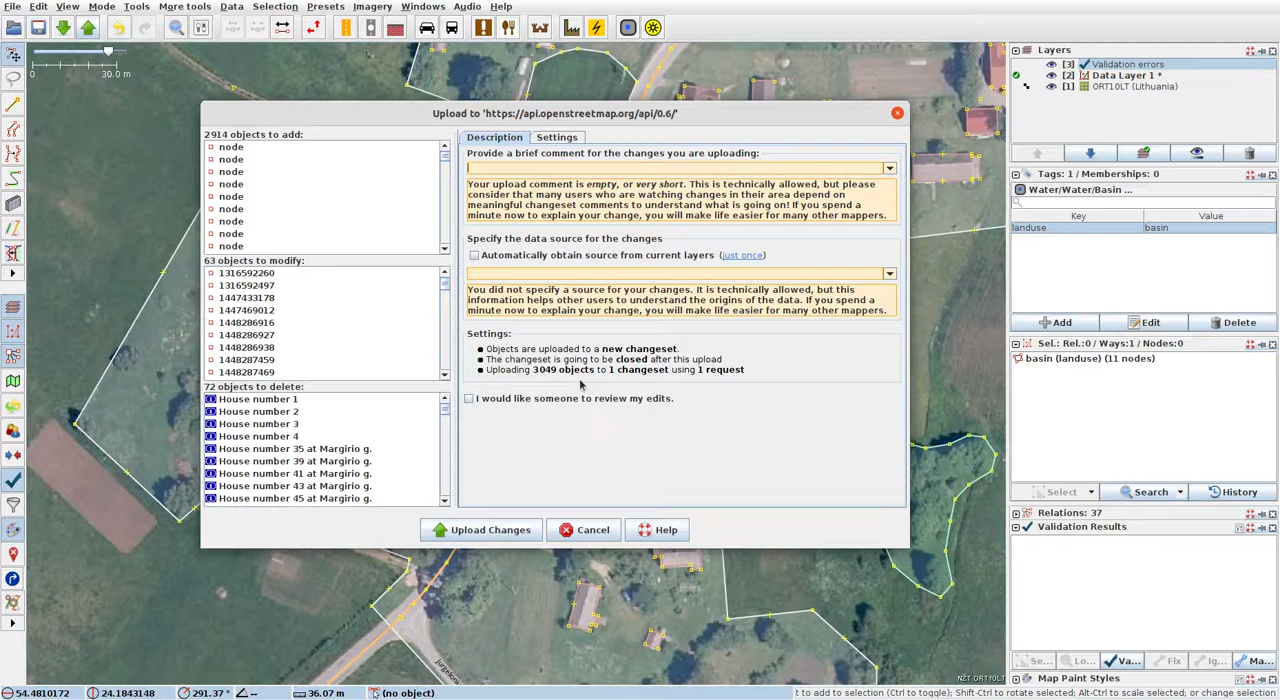 File Edit View Mode Tools More tools Data Selection Presets Imagery Windows Audio Help
0 30.0 m
Upload to 'https://api.openstreetmap.org/api/0.6/'
2914 objects to add:
node
node
node
node
node
node
node
node
node
63 objects to modify:
1316592260
1316592497
1447433178
1447469012
1448286916
1448286927
1448286938
1448287459
1448287469
72 objects to delete:
House number 1
House number 2
House number 3
House number 4
House number 35 at Margirio g.
House number 39 at Margirio g.
House number 41 at Margirio g.
House number 43 at Margirio g.
House number 45 at Margirio g.
Description Settings
Provide a brief comment for the changes you are uploading:
Your upload comment is empty, or very short. This is technically allowed, but please
consider that many users who are watching changes in their area depend on
meaningful changeset comments to understand what is going on! If you spend a
minute now to explain your change, you will make life easier for many other mappers.
Specify the data source for the changes
Automatically obtain source from current layers (just once)
You did not specify a source for your changes. It is technically allowed, but this
information helps other users to understand the origins of the data. If you spend a
minute now to explain your change, you will make life easier for many other mappers.
Settings:
Objects are uploaded to a new changeset.
The changeset is going to be closed after this upload
Uploading 3049 objects to 1 changeset using 1 request
I would like someone to review my edits.
Upload Changes Cancel Help
Layers
[3] Validation errors
[2] Data Layer 1 *
[1] ORT10LT (Lithuania)
Tags: 1 / Memberships: 0
Water/Water/Basin ...
Key Value
landuse basin
Add Edit Delete
Sel.: Rel.:0 / Ways:1 / Nodes:0
basin (landuse) (11 nodes)
Select Search History
Relations: 37
Validation Results
Se... Lo... Va... Fix Ig... Ma...
Map Paint Styles
NŽT ORT10LT
54.4810172 24.1843148 291.37° -- 36.07 m (no object)
t to add to selection (Ctrl to toggle); Shift-Ctrl to rotate selected; Alt-Ctrl to scale selected; or change selection